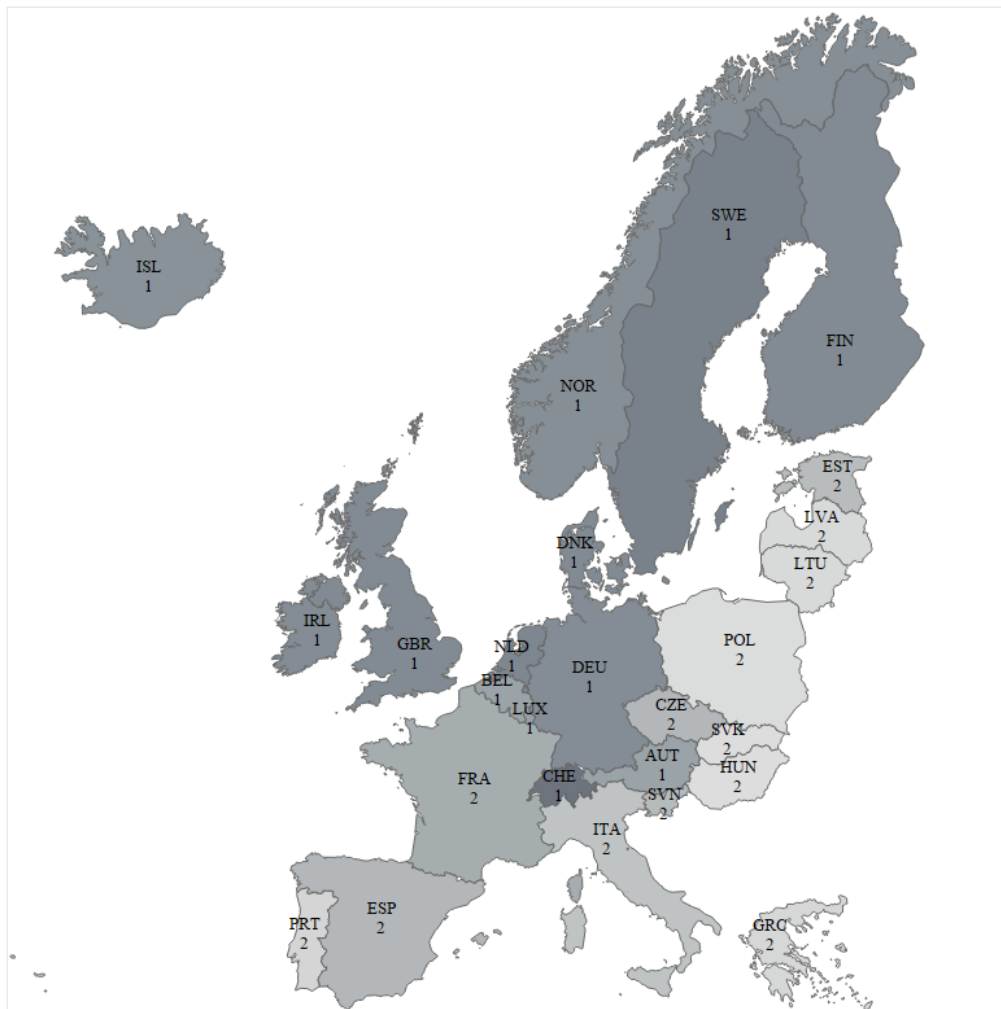 SWE
1
ISL
1
FIN
1
NOR
1
EST
2
LVA
2
DNK
1
LTU
2
IRL
1
GBR
1
NLD
1
POL
2
DEU
1
BEL
1
CZE
2
LUX
1
SVK
2
AUT
1
HUN
2
FRA
2
CHE
1
SVN
2
ITA
2
ESP
2
PRT
2
GRC
2